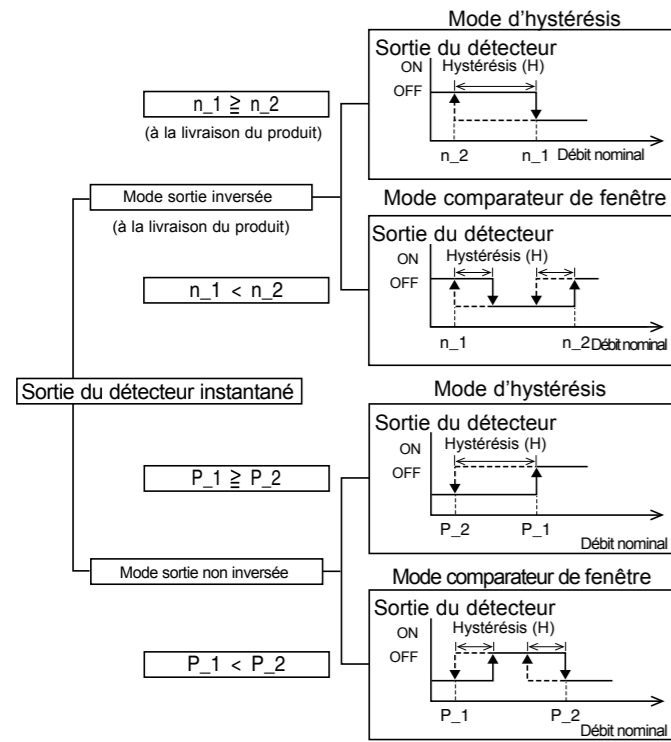 Mode d'hystérésis
Sortie du détecteur
ON
Hystérésis (H)
OFF
n_2
n_1
Débit nominal
n_1 ≧ n_2
(à la livraison du produit)
Mode sortie inversée
(à la livraison du produit)
n_1 < n_2
Mode comparateur de fenêtre
Sortie du détecteur
ON
Hystérésis (H)
OFF
n_1
n_2
Débit nominal
Sortie du détecteur instantané
Mode d'hystérésis
Sortie du détecteur
ON
Hystérésis (H)
OFF
P_2
P_1
Débit nominal
P_1 ≧ P_2
Mode sortie non inversée
P_1 < P_2
Mode comparateur de fenêtre
Sortie du détecteur
ON
Hystérésis (H)
OFF
P_1
P_2
Débit nominal